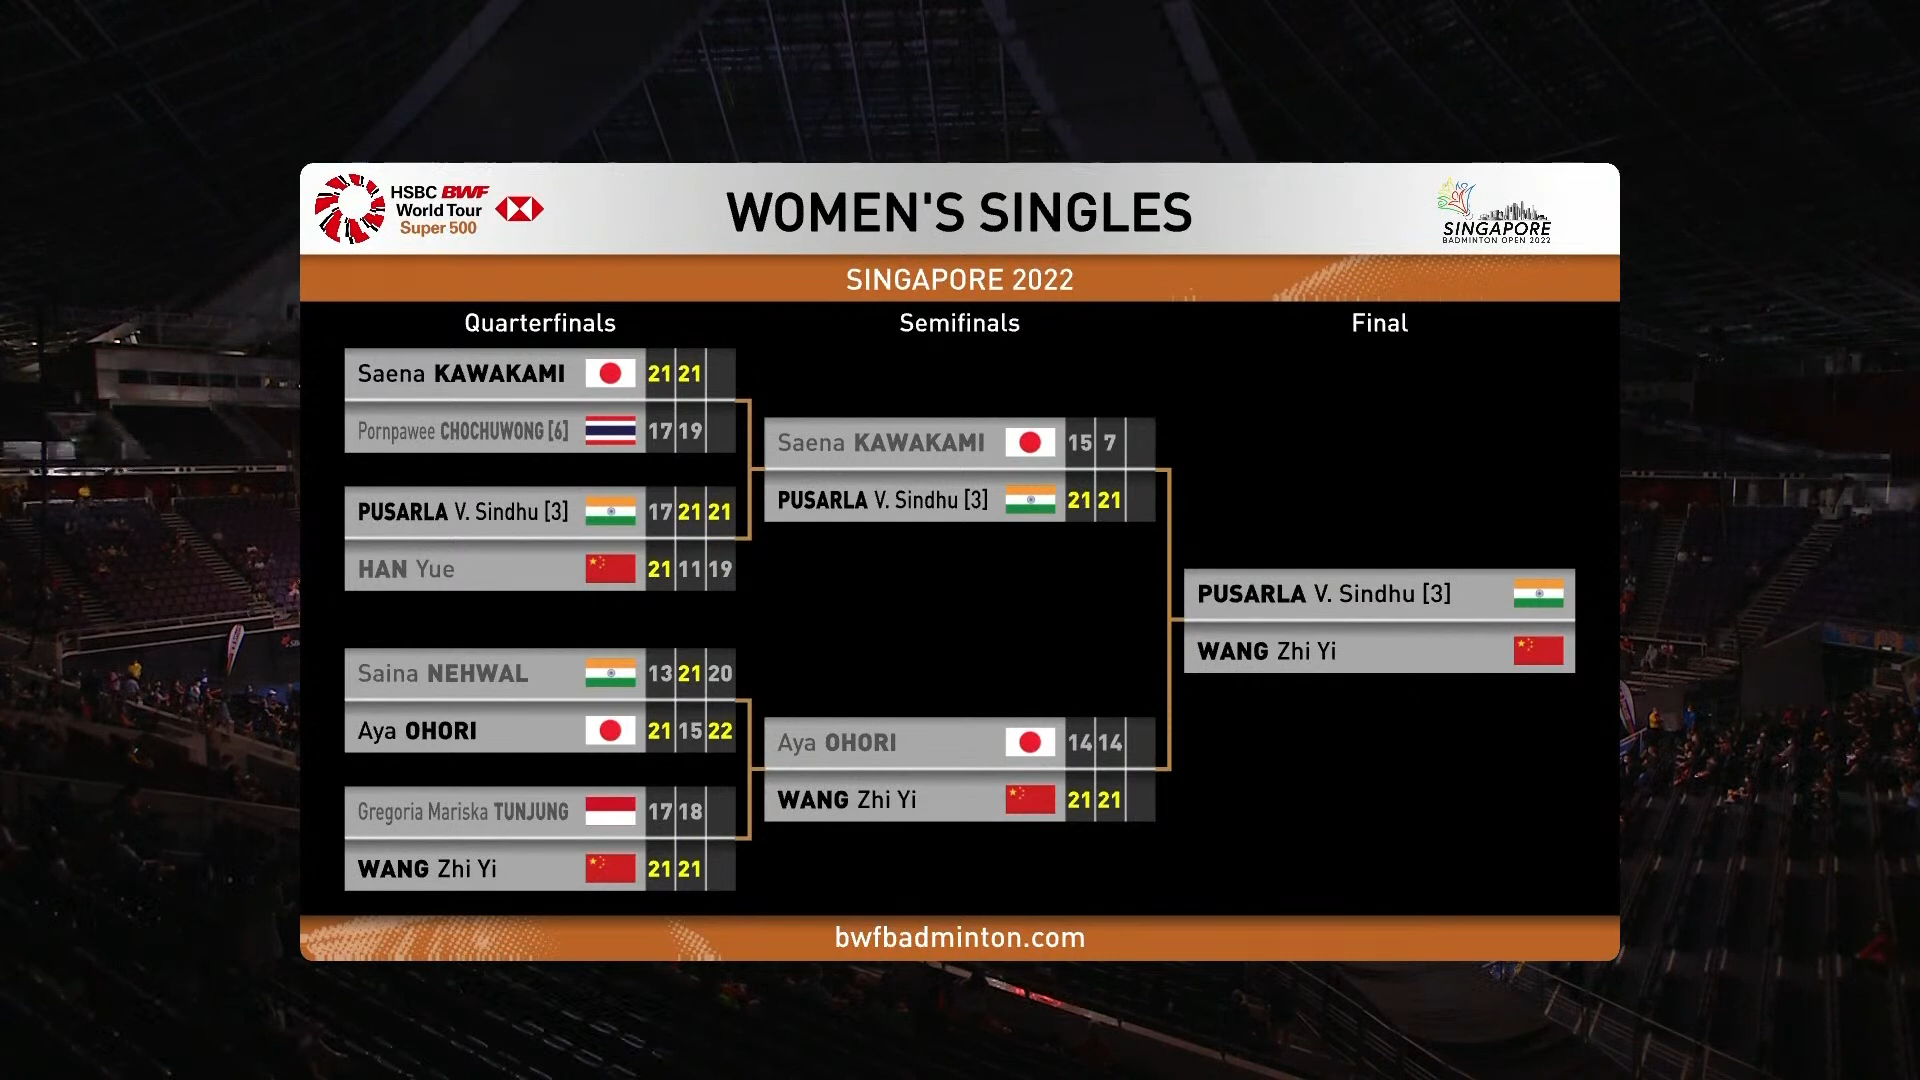 HSBC BWF
World Tour
Super 500
WOMEN'S SINGLES
SINGAPORE
BADMINTON OPEN 2022
SINGAPORE 2022
Quarterfinals
Semifinals
Final
Saena KAWAKAMI 21 21
Pornpawee CHOCHUWONG [6] 17 19
PUSARLA V. Sindhu [3] 17 21 21
HAN Yue 21 11 19
Saina NEHWAL 13 21 20
Aya OHORI 21 15 22
Gregoria Mariska TUNJUNG 17 18
WANG Zhi Yi 21 21
Saena KAWAKAMI 15 7
PUSARLA V. Sindhu [3] 21 21
Aya OHORI 14 14
WANG Zhi Yi 21 21
PUSARLA V. Sindhu [3]
WANG Zhi Yi
bwfbadminton.com